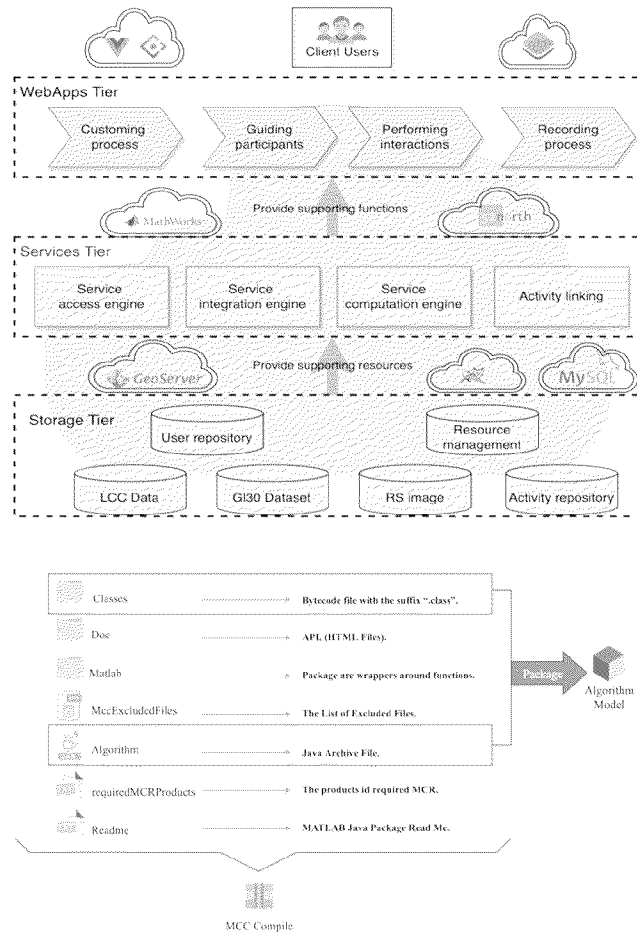 Client Users
WebApps Tier
Customing process
Guiding participants
Performing interactions
Recording process
MathWorks
Provide supporting functions
north
Services Tier
Service access engine
Service integration engine
Service computation engine
Activity linking
GeoServer
Provide supporting resources
MySQL
Storage Tier
User repository
Resource management
LCC Data
Gl30 Dataset
RS image
Activity repository
Classes
Bytecode file with the suffix “.class”.
Doc
API, (HTML Files).
Matlab
Package are wrappers around functions.
MccExcludedFiles
The List of Excluded Files.
Algorithm
Java Archive File.
requiredMCRProducts
The products id required MCR.
Readme
MATLAB Java Package Read Me.
Package
Algorithm Model
MCC Compile